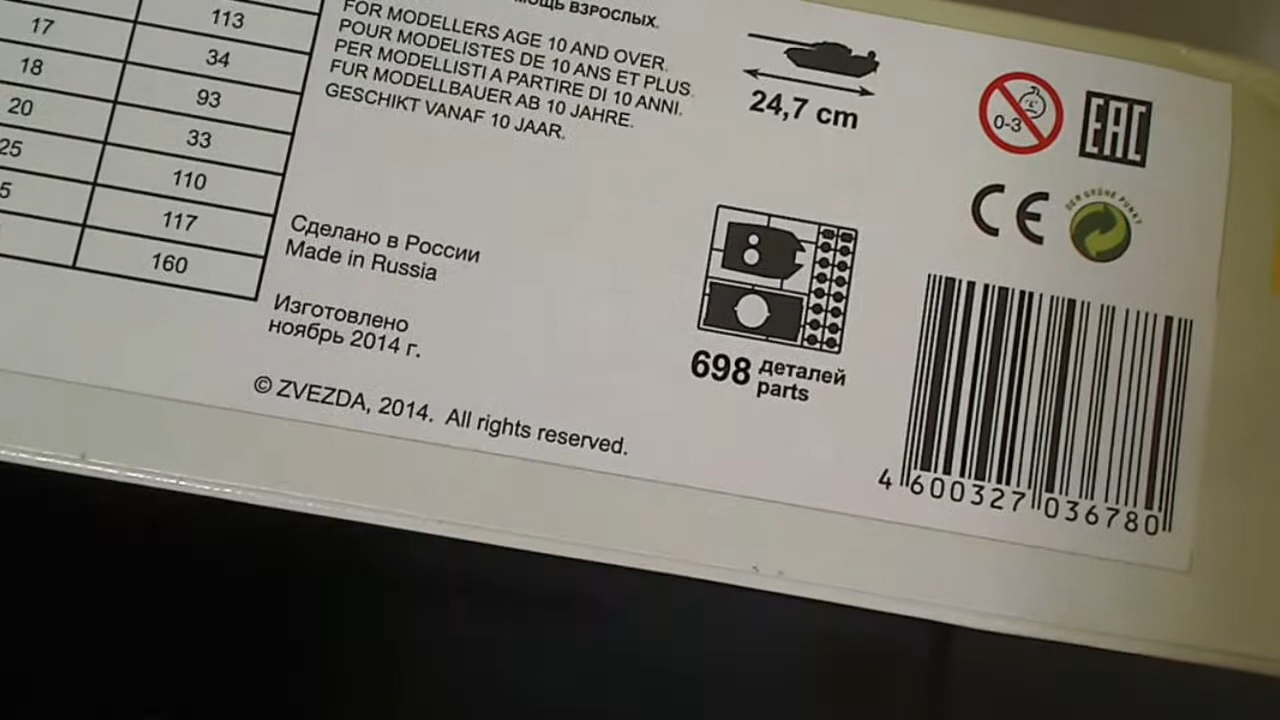 МОЩЬ ВЗРОСЛЫХ.
FOR MODELLERS AGE 10 AND OVER.
POUR MODELISTES DE 10 ANS ET PLUS.
PER MODELLISTI A PARTIRE DI 10 ANNI.
FUR MODELLBAUER AB 10 JAHRE.
GESCHIKT VANAF 10 JAAR.
17 113
18 34
20 93
25 33
5 110
117
160
Сделано в России
Made in Russia
Изготовлено
ноябрь 2014 г.
© ZVEZDA, 2014. All rights reserved.
24,7 cm
698 деталей
parts
0-3
EAC
CE
DER GRÜNE PUNKT
4 600327 036780